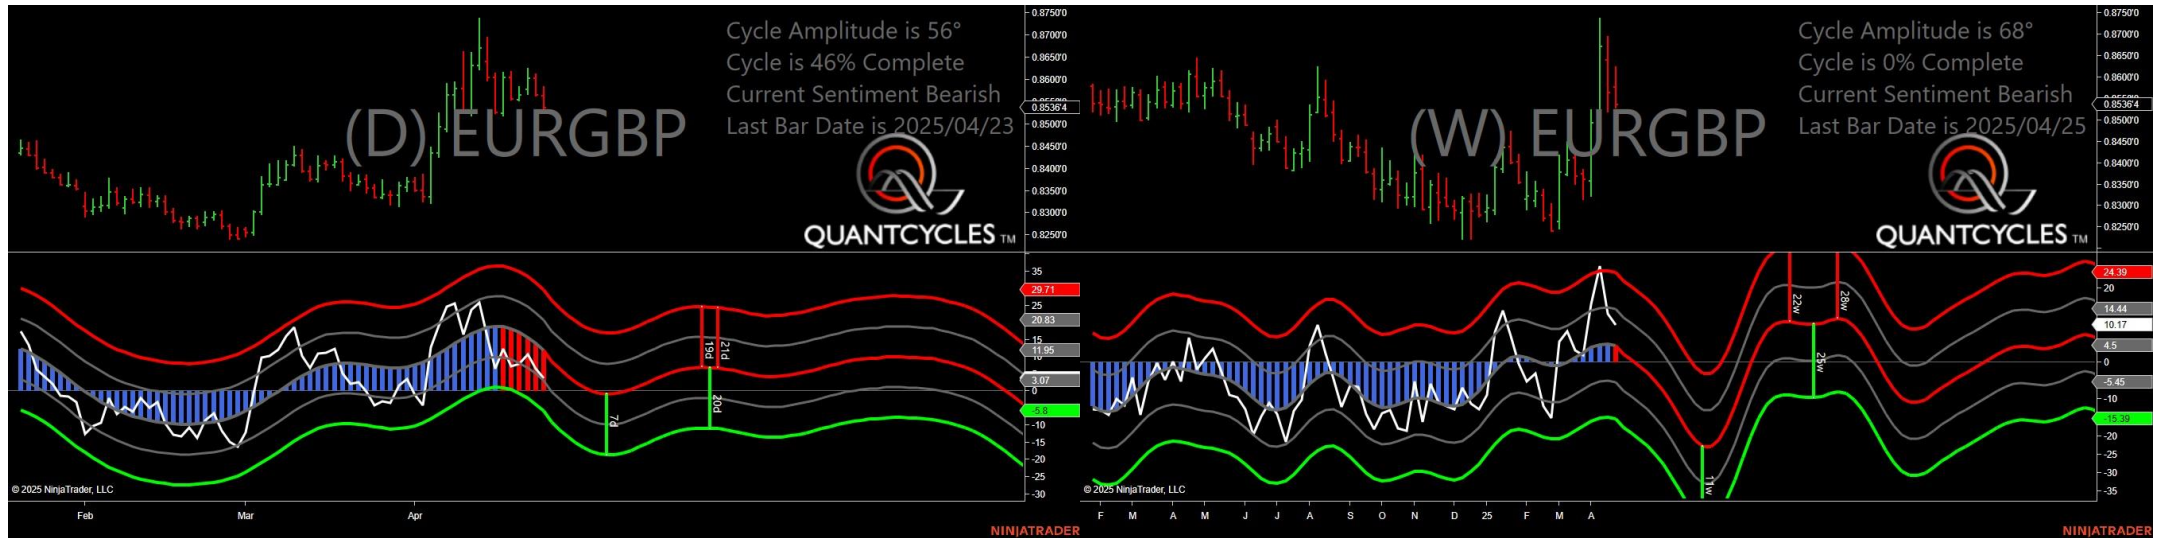 Cycle Amplitude is 56°
Cycle is 46% Complete
Current Sentiment Bearish
Last Bar Date is 2025/04/23
(D) EURGBP
QUANTCYCLES TM
0.8750'0
0.8700'0
0.8650'0
0.8600'0
0.8536'4
0.8500'0
0.8450'0
0.8400'0
0.8350'0
0.8300'0
0.8250'0
35
29.71
25
20.83
15
11.95
3.07
0
-5.8
-10
-15
-20
-25
-30
7d
19d
21d
20d
© 2025 NinjaTrader, LLC
Feb
Mar
Apr
NINJATRADER
Cycle Amplitude is 68°
Cycle is 0% Complete
Current Sentiment Bearish
Last Bar Date is 2025/04/25
(W) EURGBP
QUANTCYCLES TM
0.8750'0
0.8700'0
0.8650'0
0.8600'0
0.8536'4
0.8500'0
0.8450'0
0.8400'0
0.8350'0
0.8300'0
0.8250'0
24.39
20
14.44
10.17
4.5
0
-5.45
-10
-15.39
-20
-25
-30
-35
11w
22w
28w
25w
© 2025 NinjaTrader, LLC
F M A M J J A S O N D 25 F M A
NINJATRADER